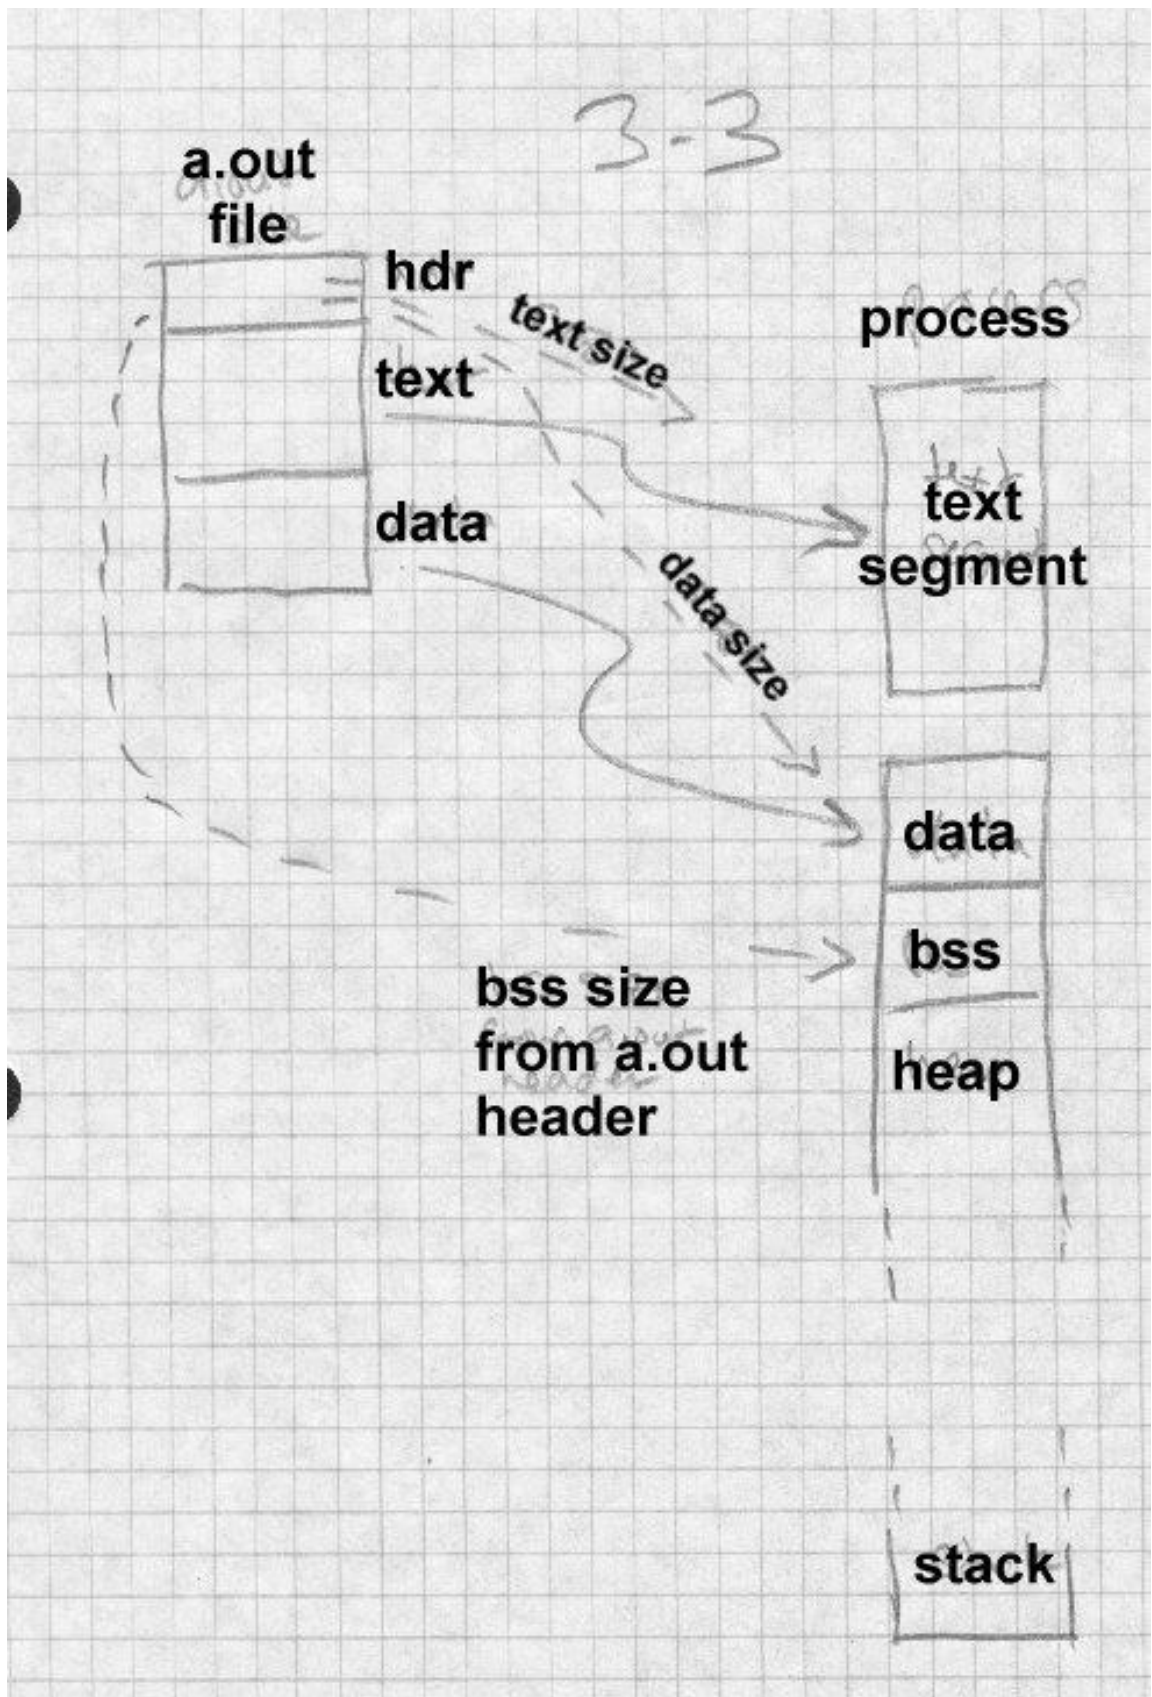 3-3
a.out
file
hdr
text size
process
text
text
segment
data
data size
data
bss
bss size
from a.out
header
heap
stack